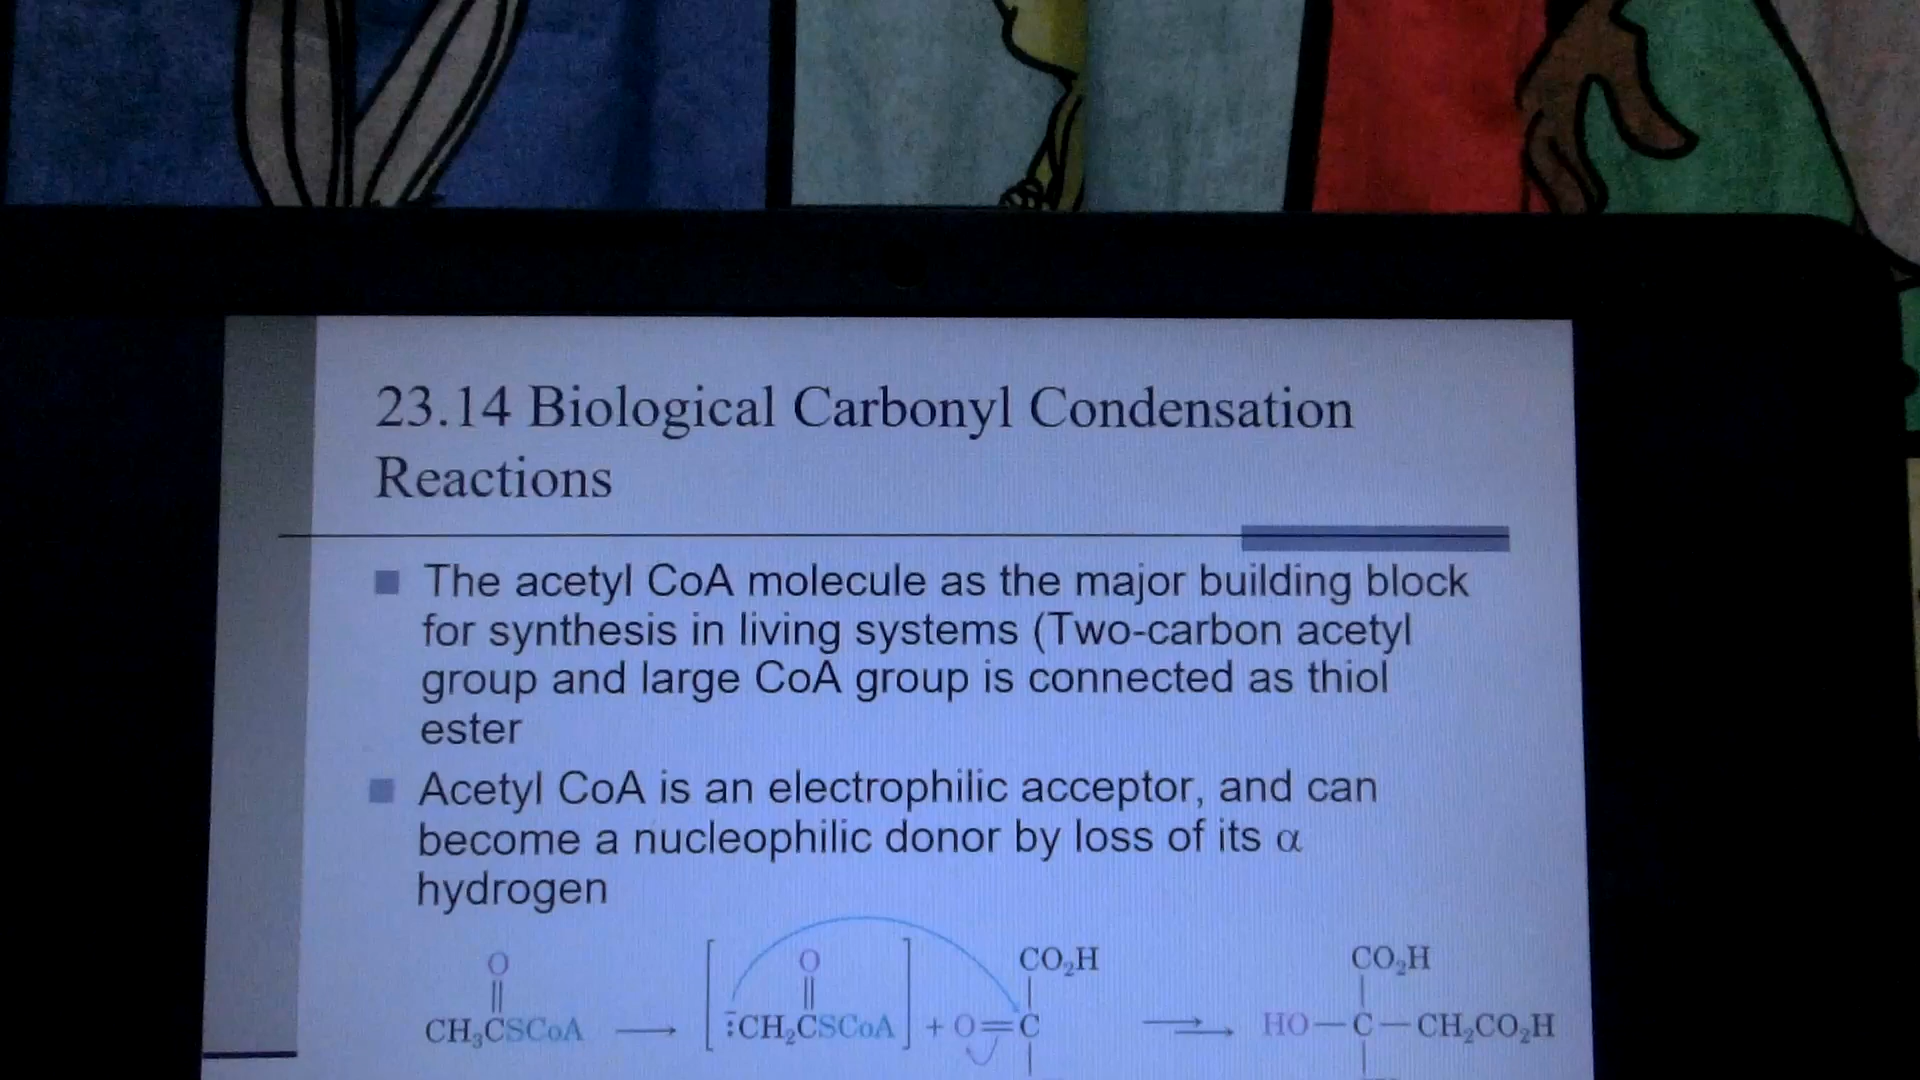 23.14 Biological Carbonyl Condensation
Reactions
The acetyl CoA molecule as the major building block
for synthesis in living systems (Two-carbon acetyl
group and large CoA group is connected as thiol
ester
Acetyl CoA is an electrophilic acceptor, and can
become a nucleophilic donor by loss of its α
hydrogen
O O CO₂H CO₂H
CH₃CSCoA → [:⁻CH₂CSCoA] + O=C ⇉ HO—C—CH₂CO₂H